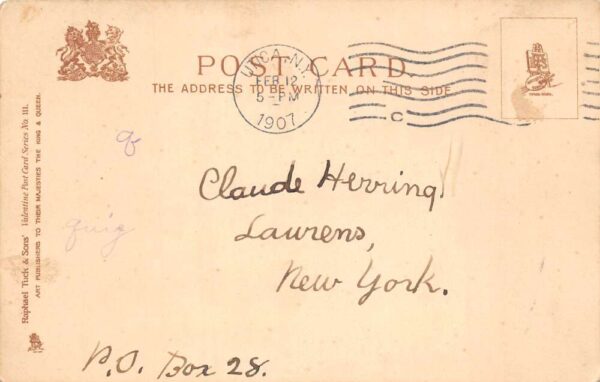 POST CARD.
THE ADDRESS TO BE WRITTEN ON THIS SIDE
UTICA. N.Y.
FEB 12
5-PM
1907
C
Claude Herring
Laurens,
New York.
P.O. Box 28.
Raphael Tuck & Sons' Valentine Post Card Series No. 111.
ART PUBLISHERS TO THEIR MAJESTIES THE KING & QUEEN.